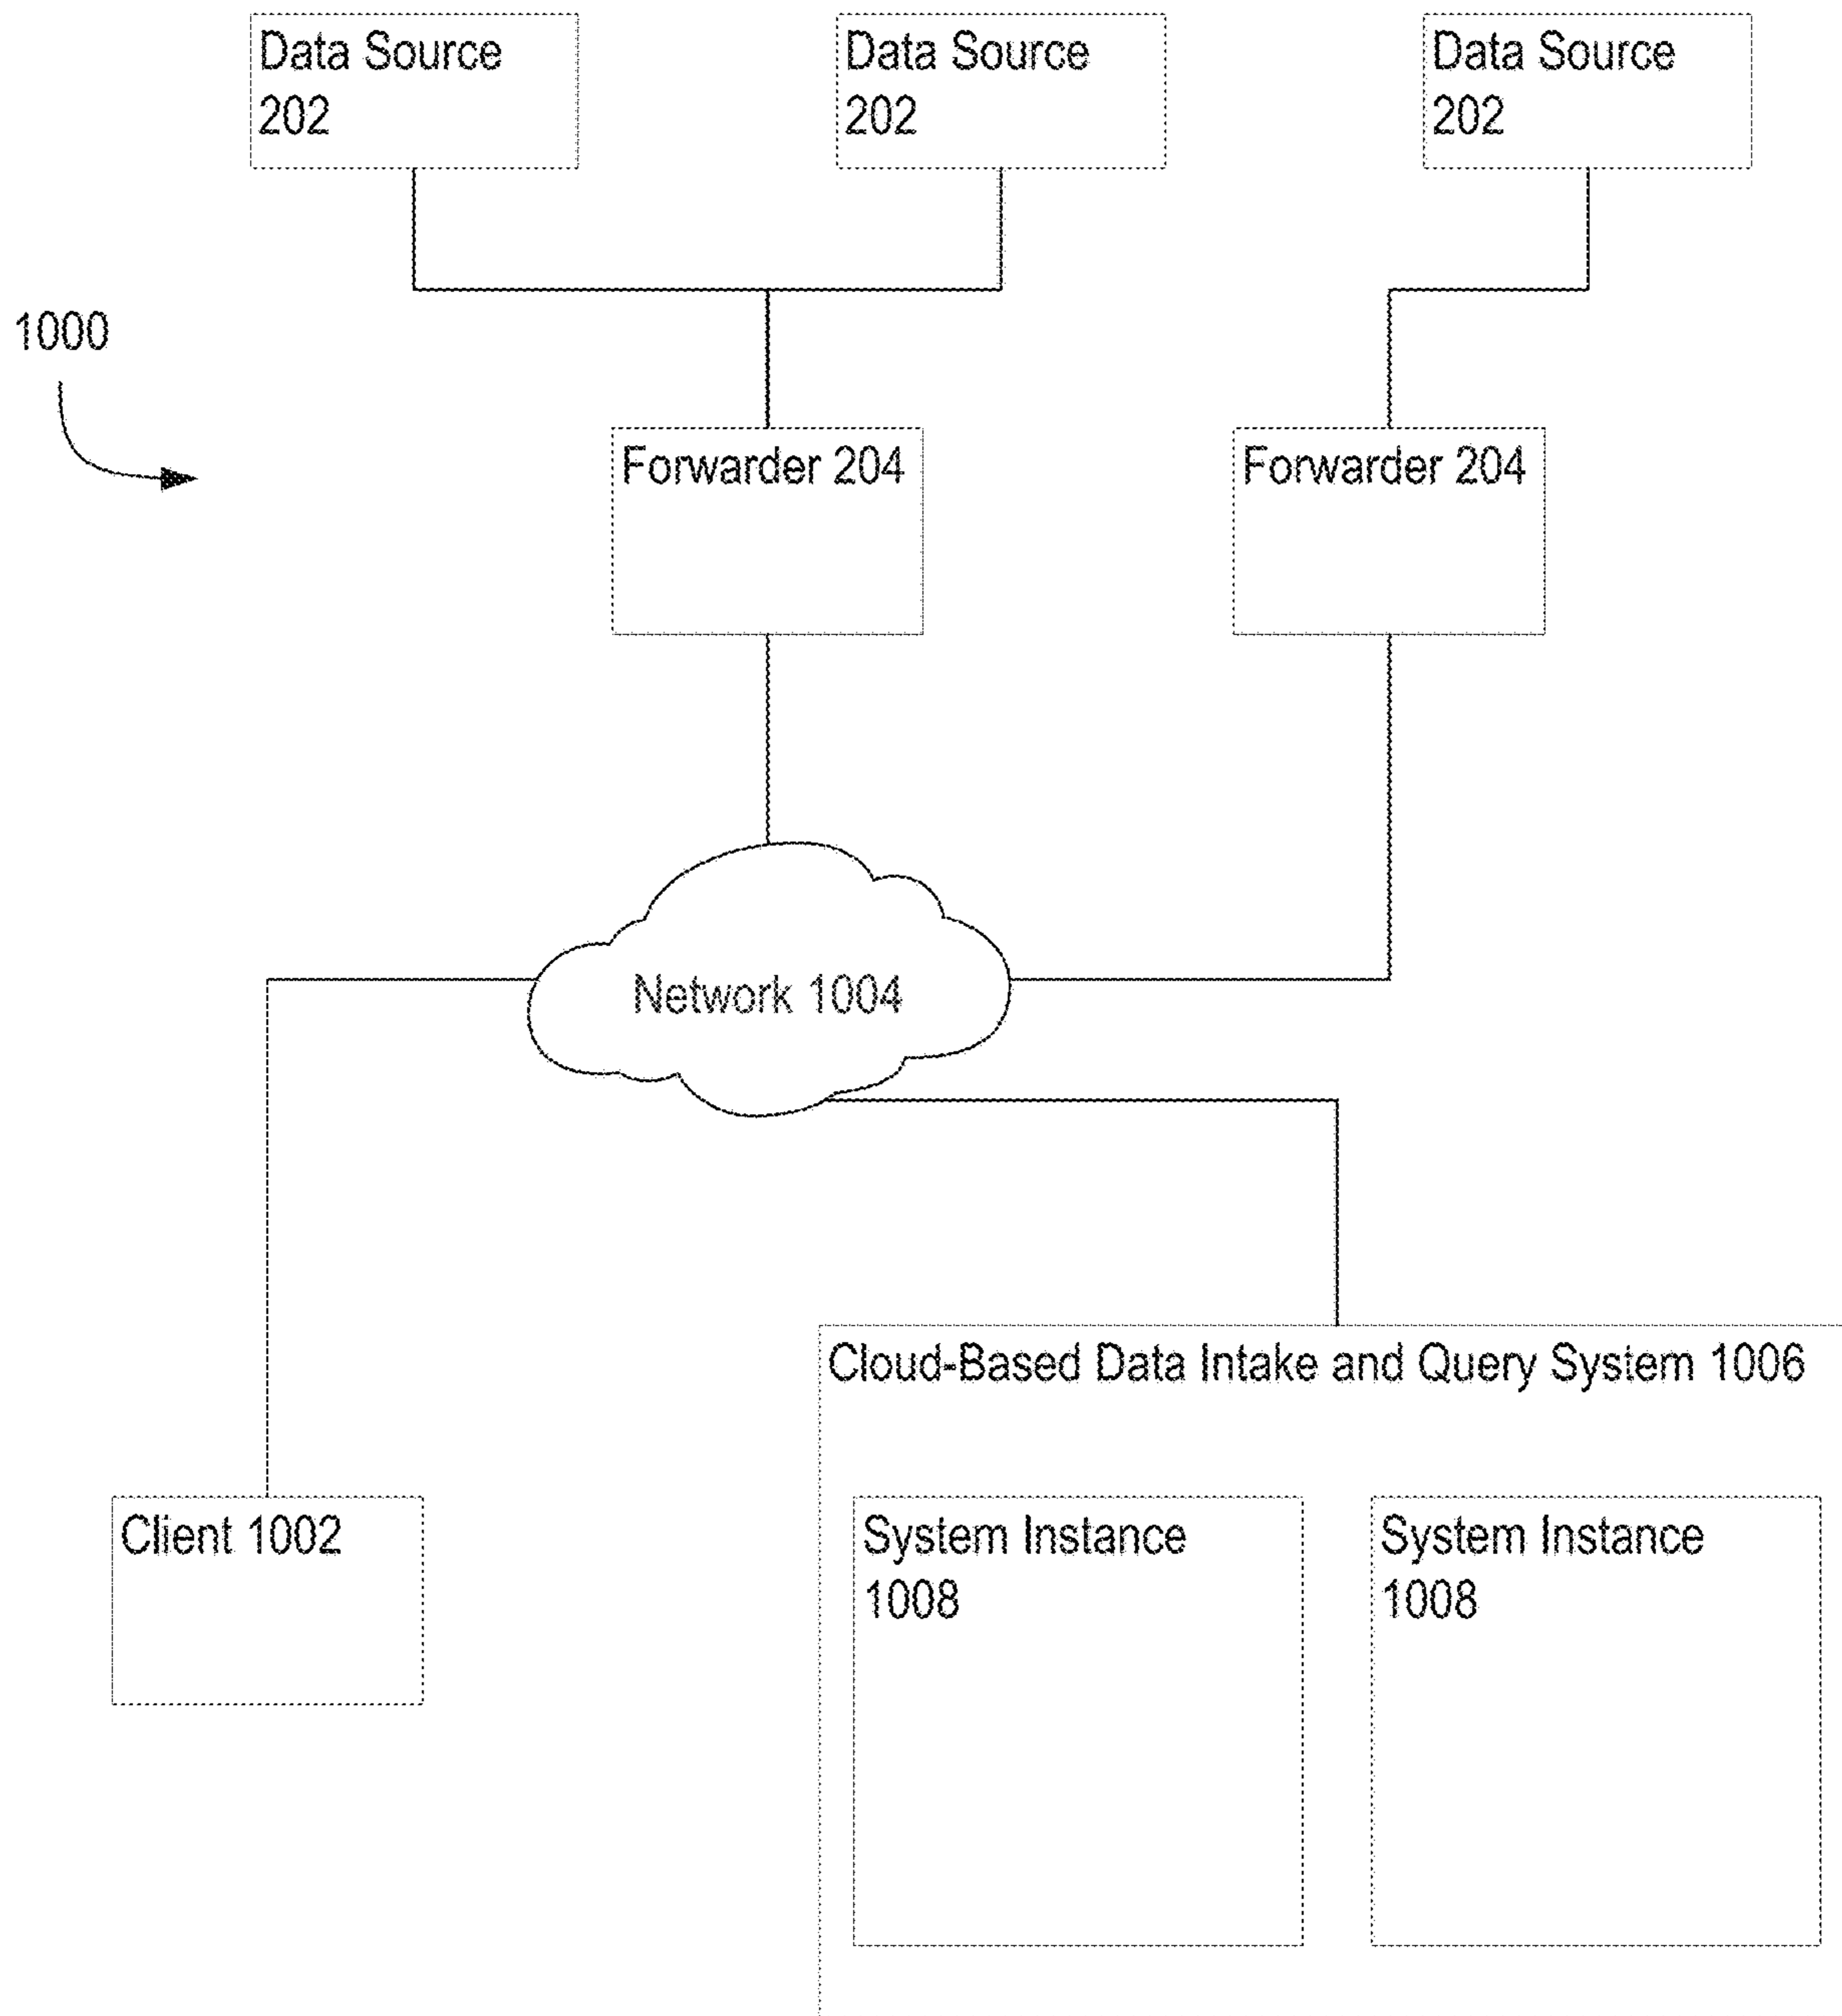 Data Source
202
Data Source
202
Data Source
202
1000
Forwarder 204
Forwarder 204
Network 1004
Cloud-Based Data Intake and Query System 1006
Client 1002
System Instance
1008
System Instance
1008